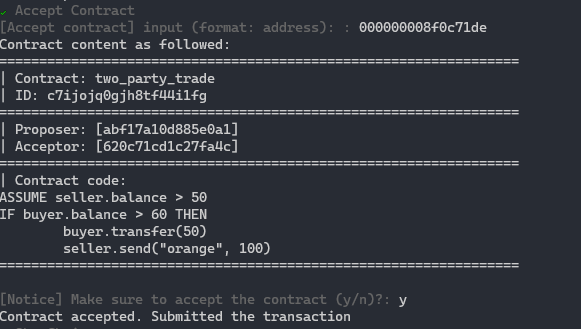 ✓ Accept Contract
[Accept contract] input (format: address): : 000000008f0c71de
Contract content as followed:
================================================================
| Contract: two_party_trade
| ID: c7ijojq0gjh8tf44i1fg
================================================================
| Proposer: [abf17a10d885e0a1]
| Acceptor: [620c71cd1c27fa4c]
================================================================
| Contract code:
ASSUME seller.balance > 50
IF buyer.balance > 60 THEN
        buyer.transfer(50)
        seller.send("orange", 100)
================================================================
[Notice] Make sure to accept the contract (y/n)?: y
Contract accepted. Submitted the transaction